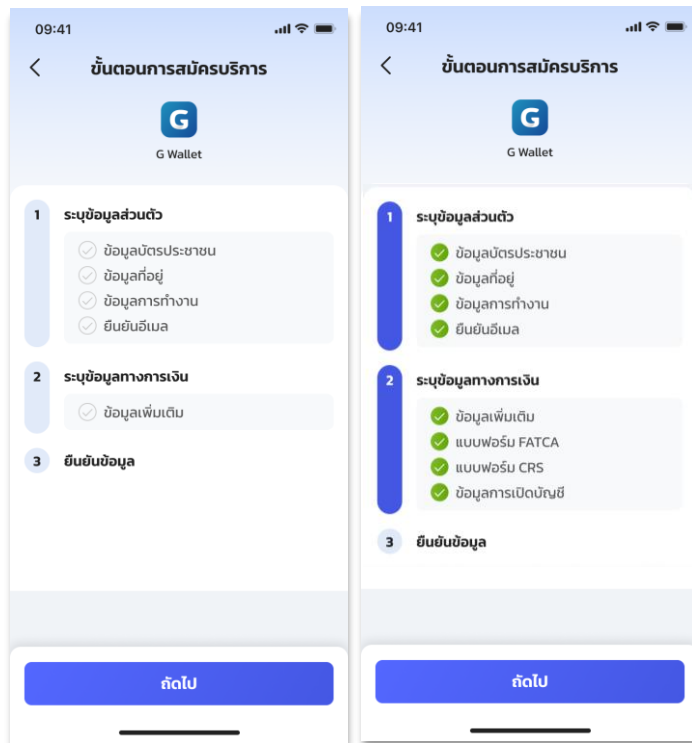 09:41
ขั้นตอนการสมัครบริการ
G
G Wallet
1 ระบุข้อมูลส่วนตัว
ข้อมูลบัตรประชาชน
ข้อมูลที่อยู่
ข้อมูลการทำงาน
ยืนยันอีเมล
2 ระบุข้อมูลทางการเงิน
ข้อมูลเพิ่มเติม
3 ยืนยันข้อมูล
ถัดไป
09:41
ขั้นตอนการสมัครบริการ
G
G Wallet
1 ระบุข้อมูลส่วนตัว
ข้อมูลบัตรประชาชน
ข้อมูลที่อยู่
ข้อมูลการทำงาน
ยืนยันอีเมล
2 ระบุข้อมูลทางการเงิน
ข้อมูลเพิ่มเติม
แบบฟอร์ม FATCA
แบบฟอร์ม CRS
ข้อมูลการเปิดบัญชี
3 ยืนยันข้อมูล
ถัดไป